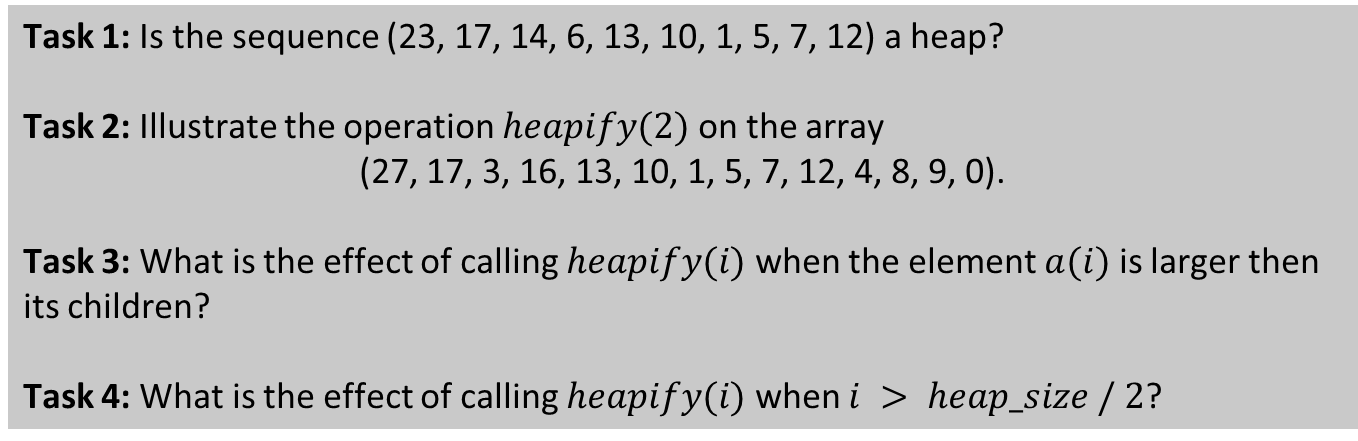 Task 1: Is the sequence (23, 17, 14, 6, 13, 10, 1, 5, 7, 12) a heap?
Task 2: Illustrate the operation heapify(2) on the array
(27, 17, 3, 16, 13, 10, 1, 5, 7, 12, 4, 8, 9, 0).
Task 3: What is the effect of calling heapify(i) when the element a(i) is larger then
its children?
Task 4: What is the effect of calling heapify(i) when i > heap_size / 2?